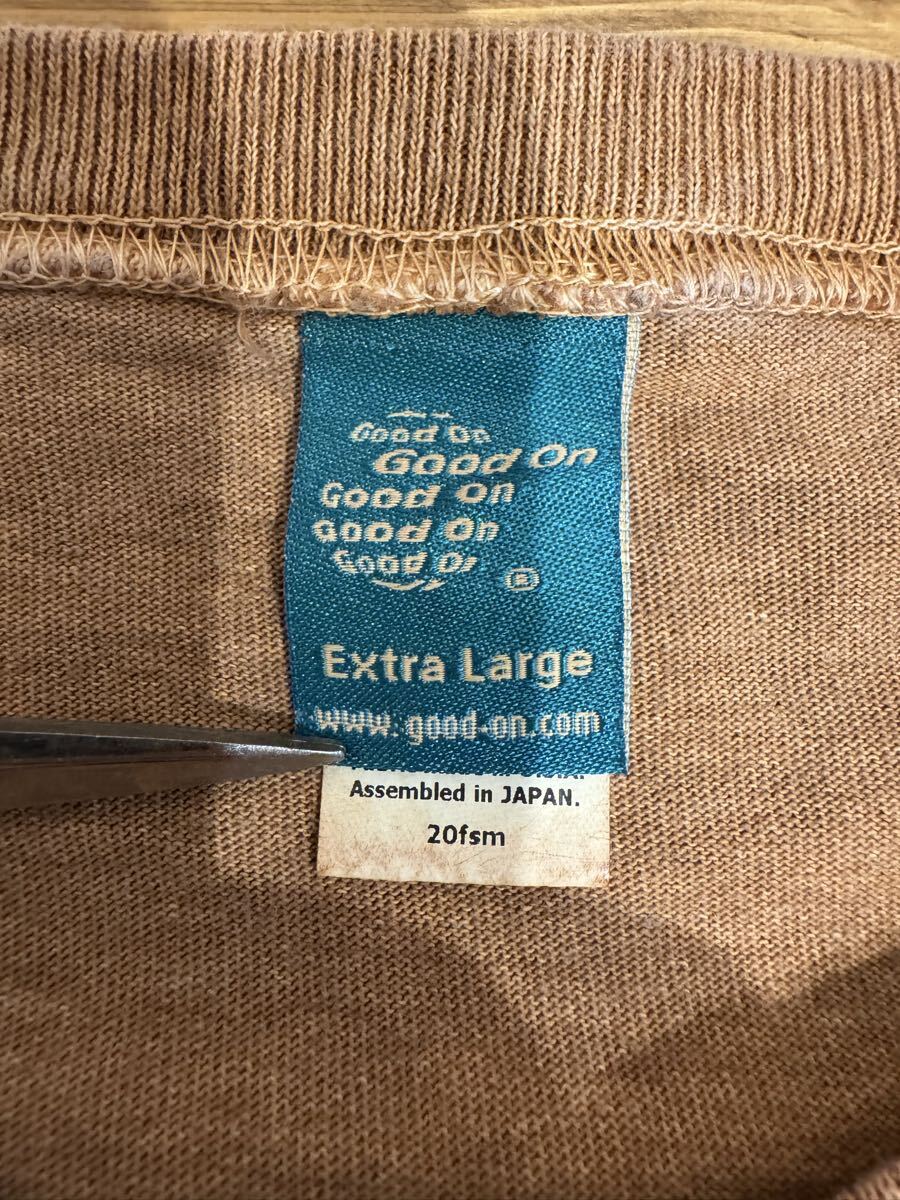 Good On
Good On
Good On
Good On
Good On
®
Extra Large
www.good-on.com
Assembled in JAPAN.
20fsm